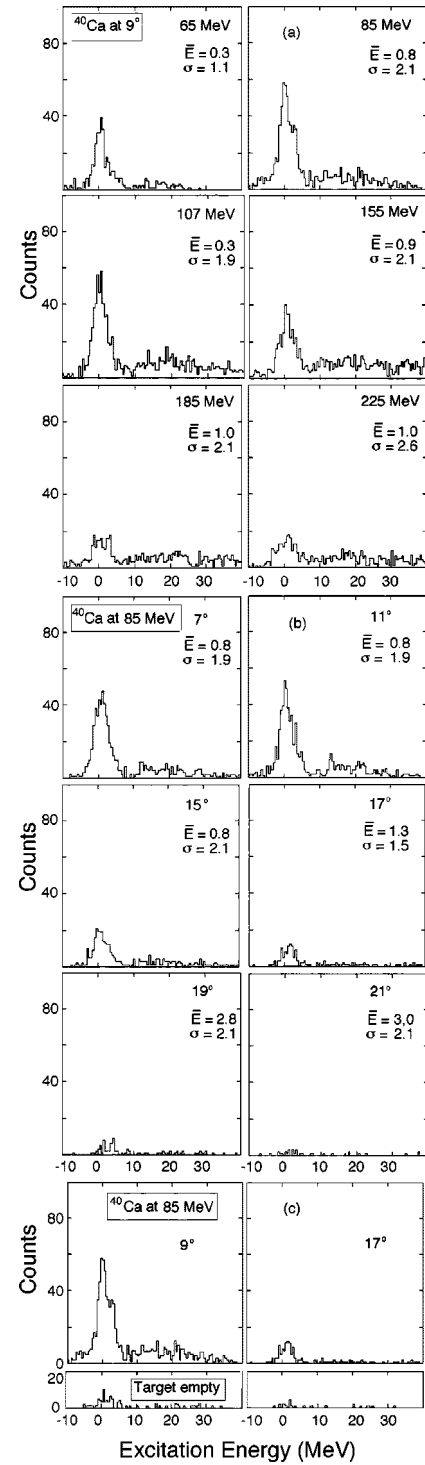 ⁴⁰Ca at 9°
65 MeV
Ē = 0.3
σ = 1.1
80
40
(a)
85 MeV
Ē = 0.8
σ = 2.1
107 MeV
Ē = 0.3
σ = 1.9
80
40
155 MeV
Ē = 0.9
σ = 2.1
Counts
185 MeV
Ē = 1.0
σ = 2.1
80
40
225 MeV
Ē = 1.0
σ = 2.6
-10 0 10 20 30
-10 0 10 20 30
⁴⁰Ca at 85 MeV
7°
Ē = 0.8
σ = 1.9
80
40
(b)
11°
Ē = 0.8
σ = 1.9
15°
Ē = 0.8
σ = 2.1
80
40
17°
Ē = 1.3
σ = 1.5
Counts
19°
Ē = 2.8
σ = 2.1
80
40
21°
Ē = 3.0
σ = 2.1
-10 0 10 20 30
-10 0 10 20 30
⁴⁰Ca at 85 MeV
9°
80
40
0
(c)
17°
Counts
20
0
Target empty
-10 0 10 20 30
-10 0 10 20 30
Excitation Energy (MeV)